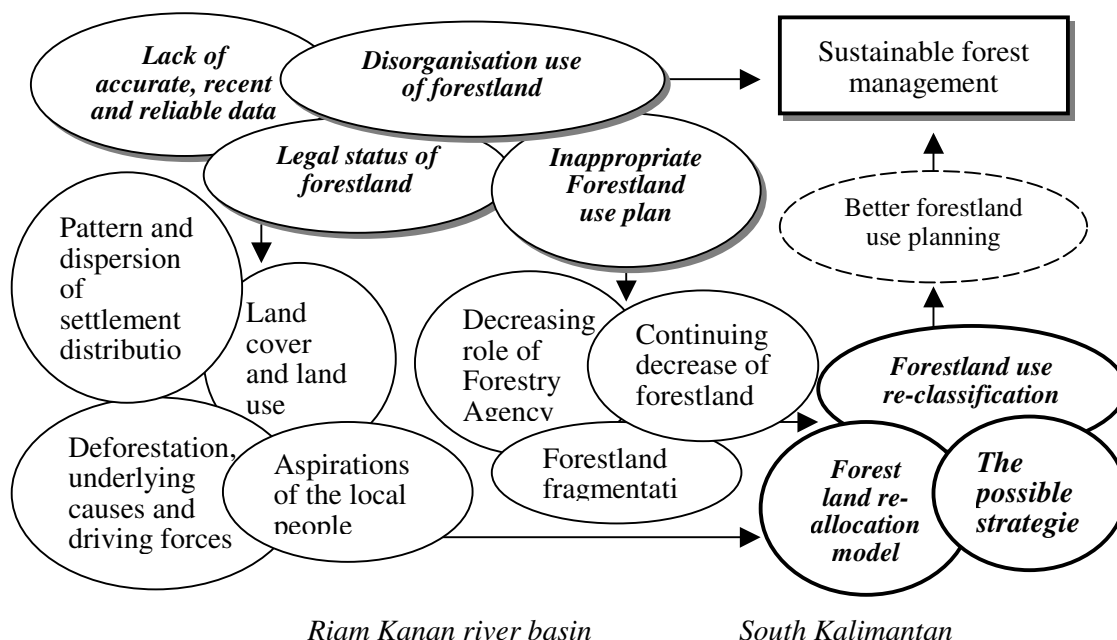 Lack of
accurate, recent
and reliable data
Disorganisation use
of forestland
Sustainable forest
management
Legal status of
forestland
Inappropriate
Forestland
use plan
Better forestland
use planning
Pattern and
dispersion
of
settlement
distributio
Land
cover
and land
use
Decreasing
role of
Forestry
Agency
Continuing
decrease of
forestland
Forestland use
re-classification
Deforestation,
underlying
causes and
driving forces
Aspirations
of the local
people
Forestland
fragmentati
Forest
land re-
allocation
model
The
possible
strategie
Riam Kanan river basin
South Kalimantan